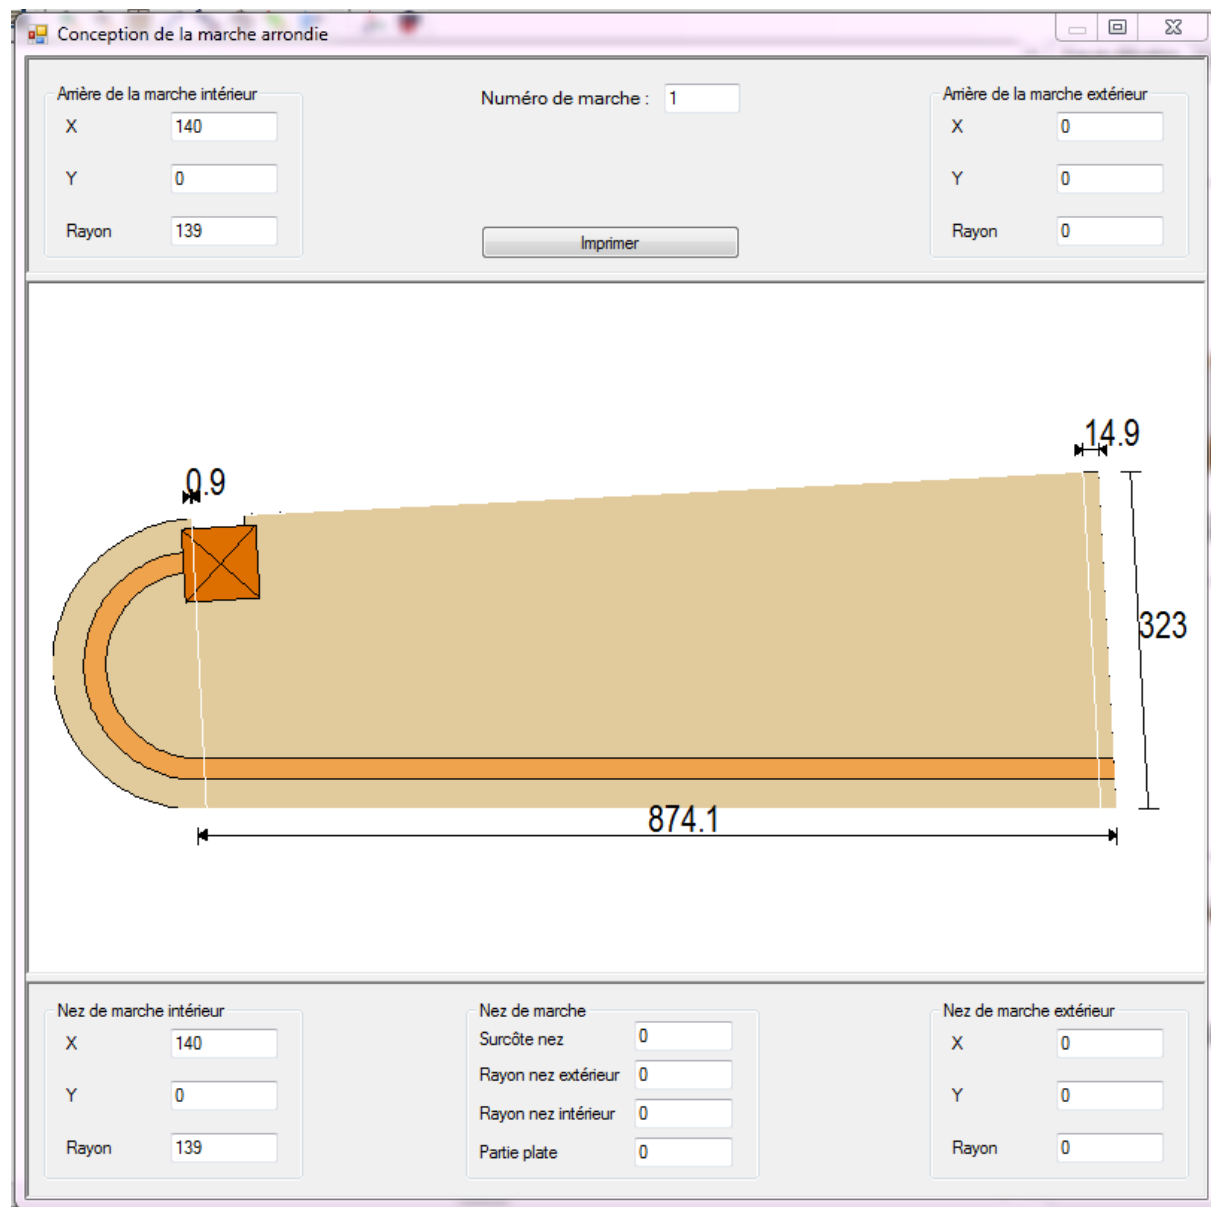 Conception de la marche arrondie
Arrière de la marche intérieur
Numéro de marche : 1
Arrière de la marche extérieur
X 140
X 0
Y 0
Y 0
Rayon 139
Imprimer
Rayon 0
14.9
0.9
323
874.1
Nez de marche intérieur
Nez de marche
Nez de marche extérieur
X 140
Surcôte nez 0
X 0
Rayon nez extérieur 0
Y 0
Y 0
Rayon nez intérieur 0
Rayon 139
Partie plate 0
Rayon 0